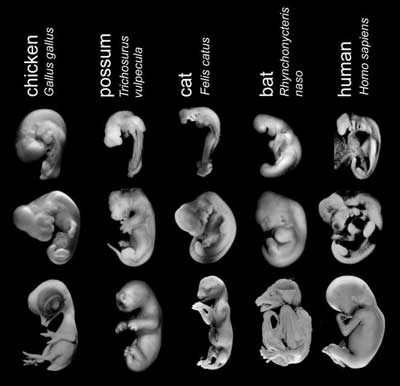 chicken
Gallus gallus
possum
Trichosurus
vulpecula
cat
Felis catus
bat
Rhynchonycteris
naso
human
Homo sapiens